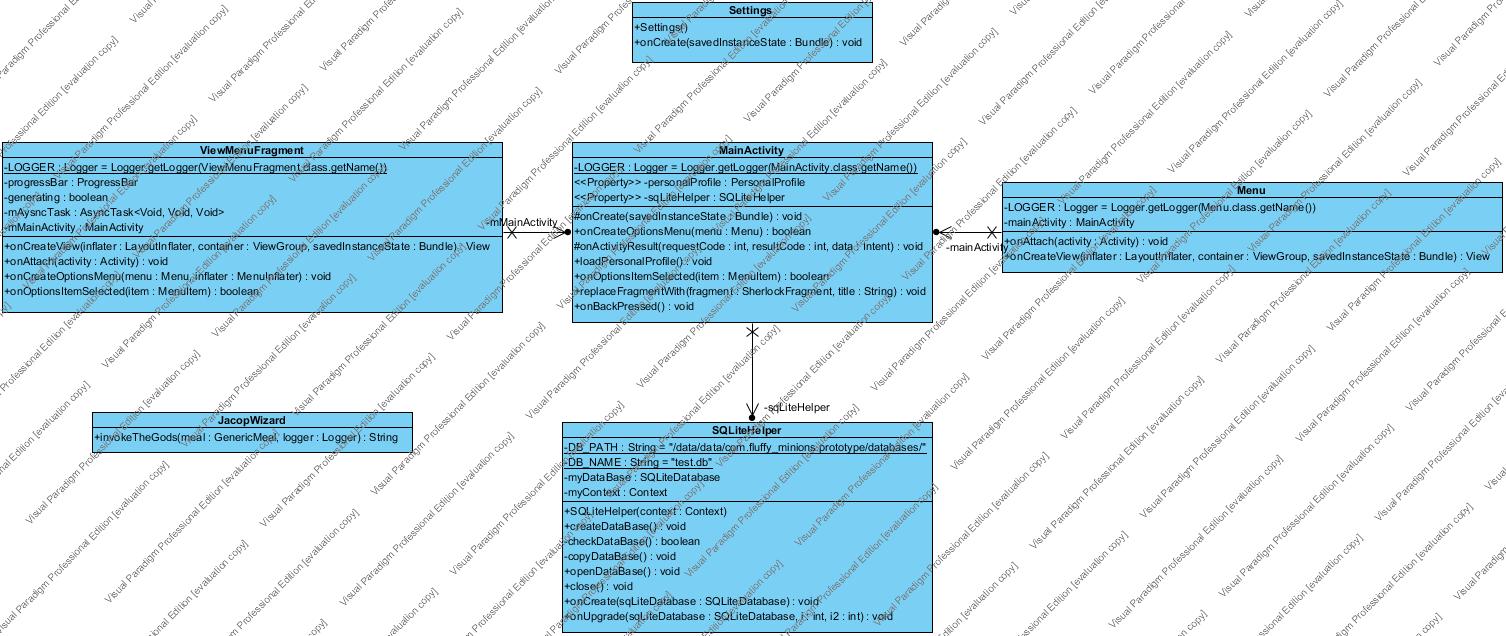 Settings
+Settings()
+onCreate(savedInstanceState : Bundle) : void
ViewMenuFragment
-LOGGER : Logger = Logger.getLogger(ViewMenuFragment.class.getName())
-progressBar : ProgressBar
-generating : boolean
-mAysncTask : AsyncTask<Void, Void, Void>
-mMainActivity : MainActivity
+onCreateView(inflater : LayoutInflater, container : ViewGroup, savedInstanceState : Bundle) : View
+onAttach(activity : Activity) : void
+onCreateOptionsMenu(menu : Menu, inflater : MenuInflater) : void
+onOptionsItemSelected(item : MenuItem) : boolean
-mMainActivity
MainActivity
-LOGGER : Logger = Logger.getLogger(MainActivity.class.getName())
<<Property>> -personalProfile : PersonalProfile
<<Property>> -sqLiteHelper : SQLiteHelper
#onCreate(savedInstanceState : Bundle) : void
+onCreateOptionsMenu(menu : Menu) : boolean
#onActivityResult(requestCode : int, resultCode : int, data : Intent) : void
+loadPersonalProfile() : void
+onOptionsItemSelected(item : MenuItem) : boolean
+replaceFragmentWith(fragment : SherlockFragment, title : String) : void
+onBackPressed() : void
-mainActivity
Menu
-LOGGER : Logger = Logger.getLogger(Menu.class.getName())
-mainActivity : MainActivity
+onAttach(activity : Activity) : void
+onCreateView(inflater : LayoutInflater, container : ViewGroup, savedInstanceState : Bundle) : View
JacopWizard
+invokeTheGods(meal : GenericMeal, logger : Logger) : String
-sqLiteHelper
SQLiteHelper
-DB_PATH : String = "/data/data/com.fluffy_minions.prototype/databases/"
-DB_NAME : String = "test.db"
-myDataBase : SQLiteDatabase
-myContext : Context
+SQLiteHelper(context : Context)
+createDataBase() : void
-checkDataBase() : boolean
-copyDataBase() : void
+openDataBase() : void
+close() : void
+onCreate(sqLiteDatabase : SQLiteDatabase) : void
+onUpgrade(sqLiteDatabase : SQLiteDatabase, i : int, i2 : int) : void
Visual Paradigm Professional Edition [evaluation copy]